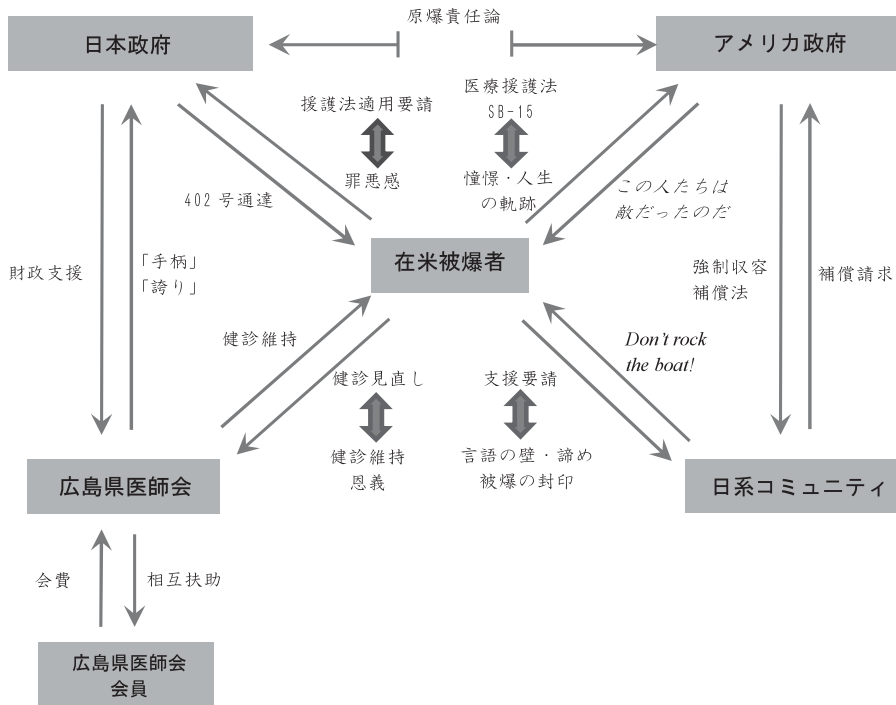 原爆責任論
日本政府
アメリカ政府
援護法適用要請
罪悪感
医療援護法
SB-15
憧憬・人生
の軌跡
402号通達
この人たちは
敵だったのだ
在米被爆者
財政支援
「手柄」
「誇り」
強制収容
補償法
補償請求
健診維持
Don't rock
the boat!
健診見直し
健診維持
恩義
支援要請
言語の壁・諦め
被爆の封印
広島県医師会
日系コミュニティ
会費
相互扶助
広島県医師会
会員